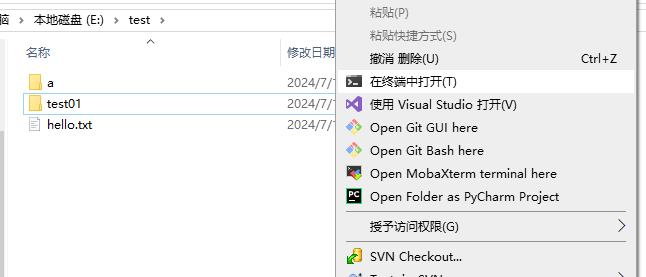 脑 本地磁盘 (E:) test
名称 修改日期
a 2024/7/1
test01 2024/7/1
hello.txt 2024/7/1
粘贴(P)
粘贴快捷方式(S)
撤消 删除(U) Ctrl+Z
在终端中打开(T)
使用 Visual Studio 打开(V)
Open Git GUI here
Open Git Bash here
Open MobaXterm terminal here
Open Folder as PyCharm Project
授予访问权限(G)
SVN Checkout...